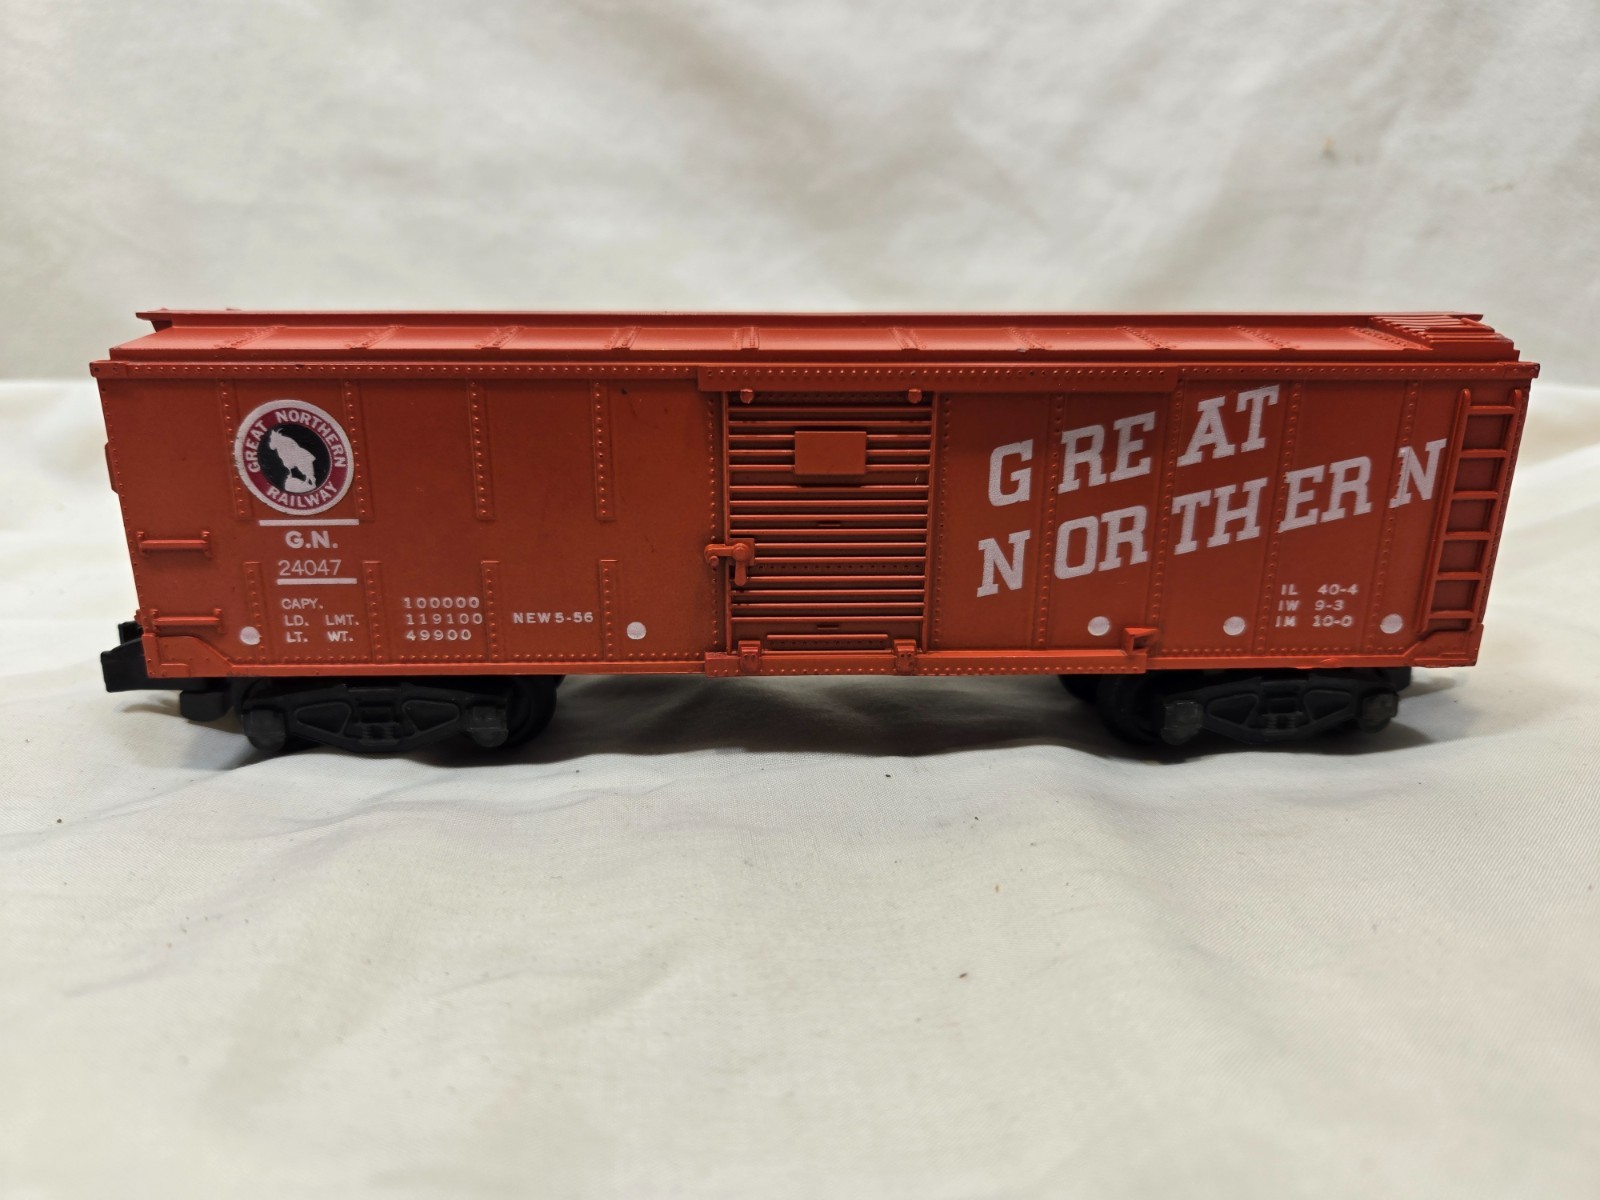 GREAT NORTHERN
RAILWAY
G.N.
24047
CAPY. 100000
LD. LMT. 119100 NEW 5-56
LT. WT. 49900
GREAT
NORTHERN
IL 40-4
IW 9-3
IM 10-0